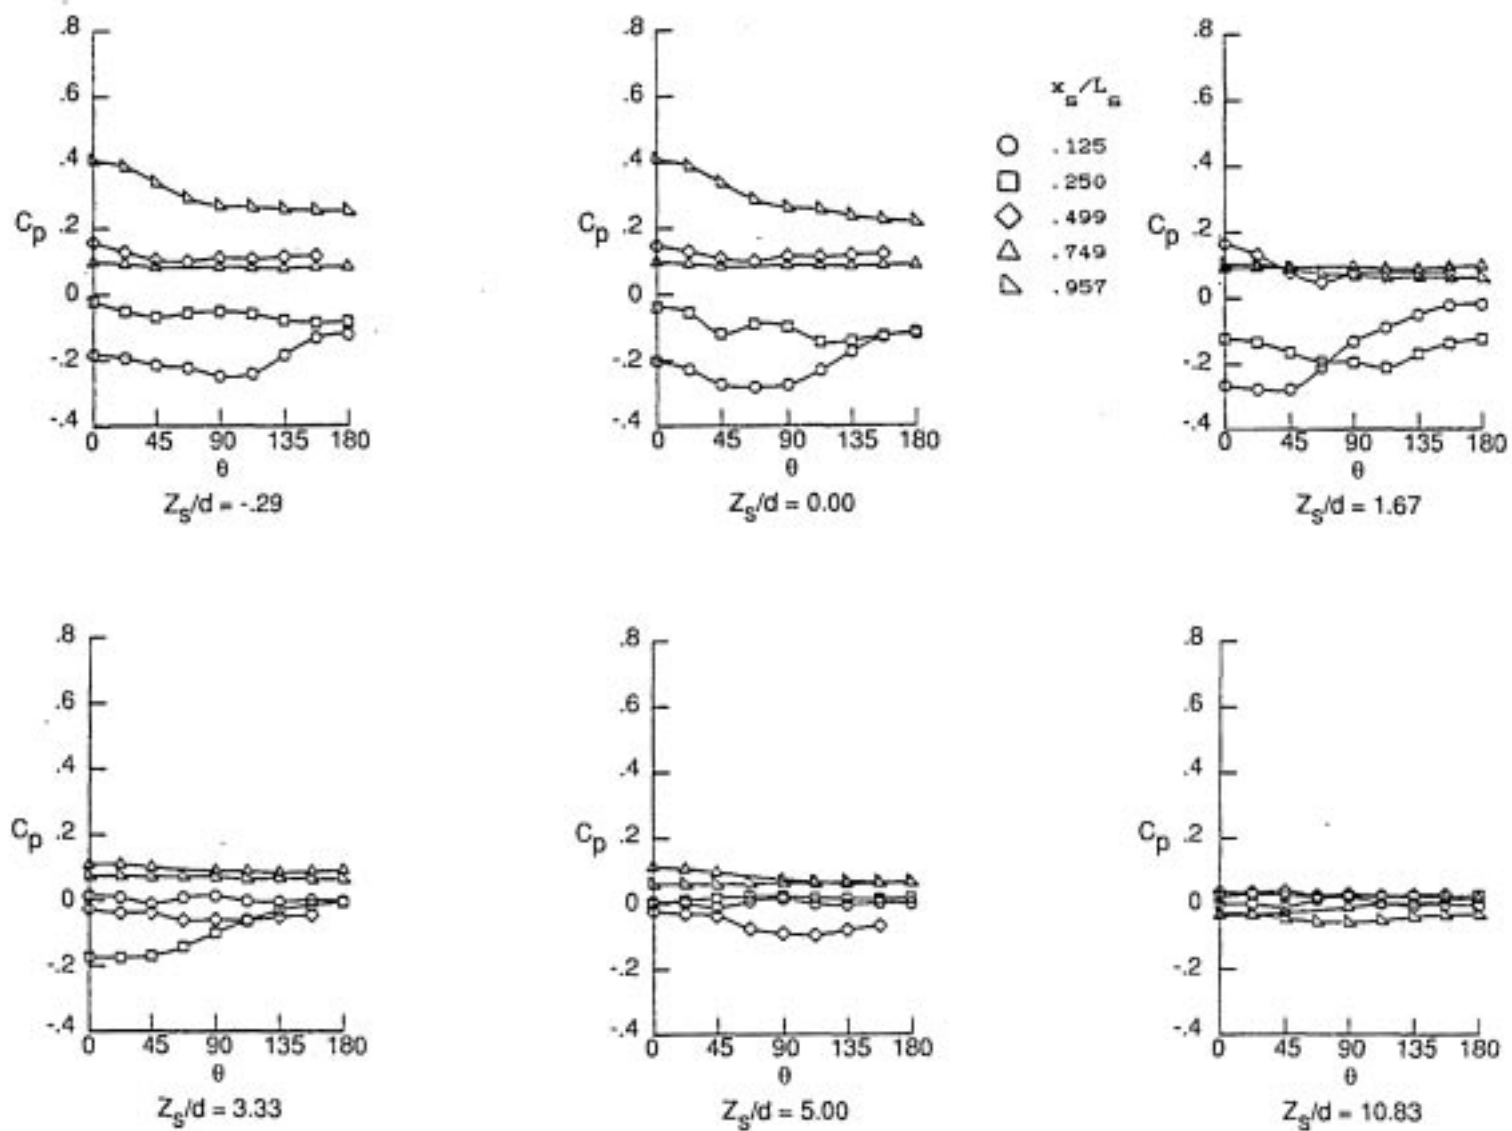 .8
.6
.4
Cp .2
0
-.2
-.4
0 45 90 135 180
θ
Zs/d = -.29
.8
.6
.4
Cp .2
0
-.2
-.4
0 45 90 135 180
θ
Zs/d = 0.00
xs/Ls
.125
.250
.499
.749
.957
.8
.6
.4
Cp .2
0
-.2
-.4
0 45 90 135 180
θ
Zs/d = 1.67
.8
.6
.4
Cp .2
0
-.2
-.4
0 45 90 135 180
θ
Zs/d = 3.33
.8
.6
.4
Cp .2
0
-.2
-.4
0 45 90 135 180
θ
Zs/d = 5.00
.8
.6
.4
Cp .2
0
-.2
-.4
0 45 90 135 180
θ
Zs/d = 10.83